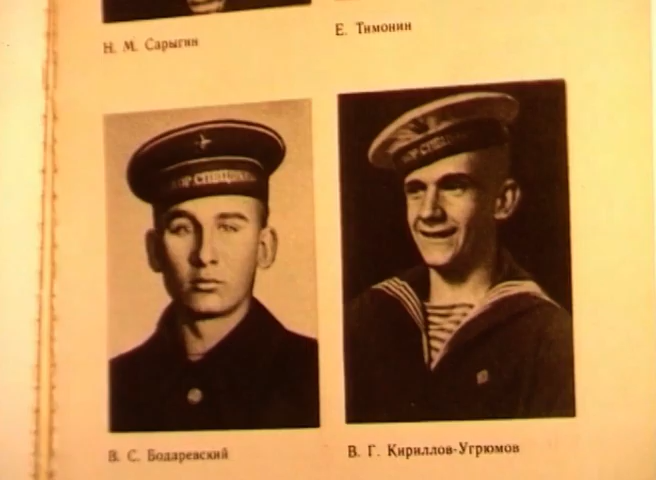 Н. М. Сарыгин
Е. Тимонин
В. С. Бодаревский
В. Г. Кириллов-Угрюмов